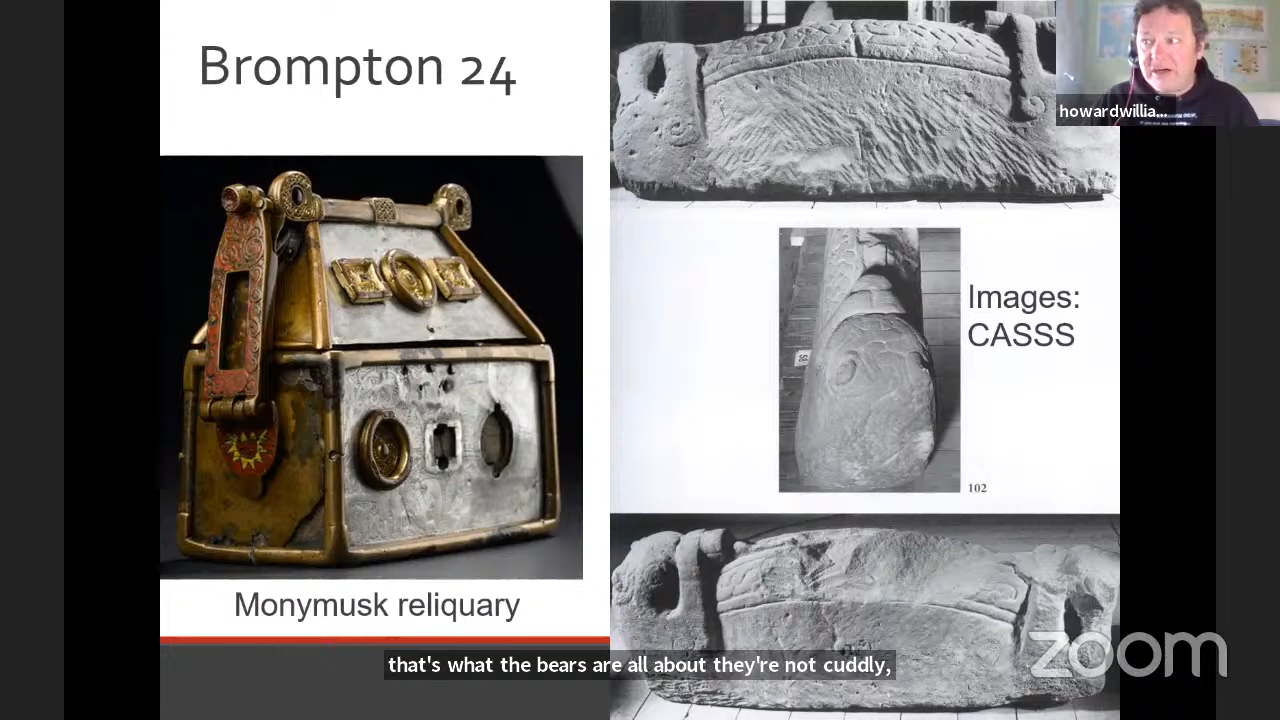 Brompton 24
howardwillia...
Images:
CASSS
102
Monymusk reliquary
zoom
that's what the bears are all about they're not cuddly,